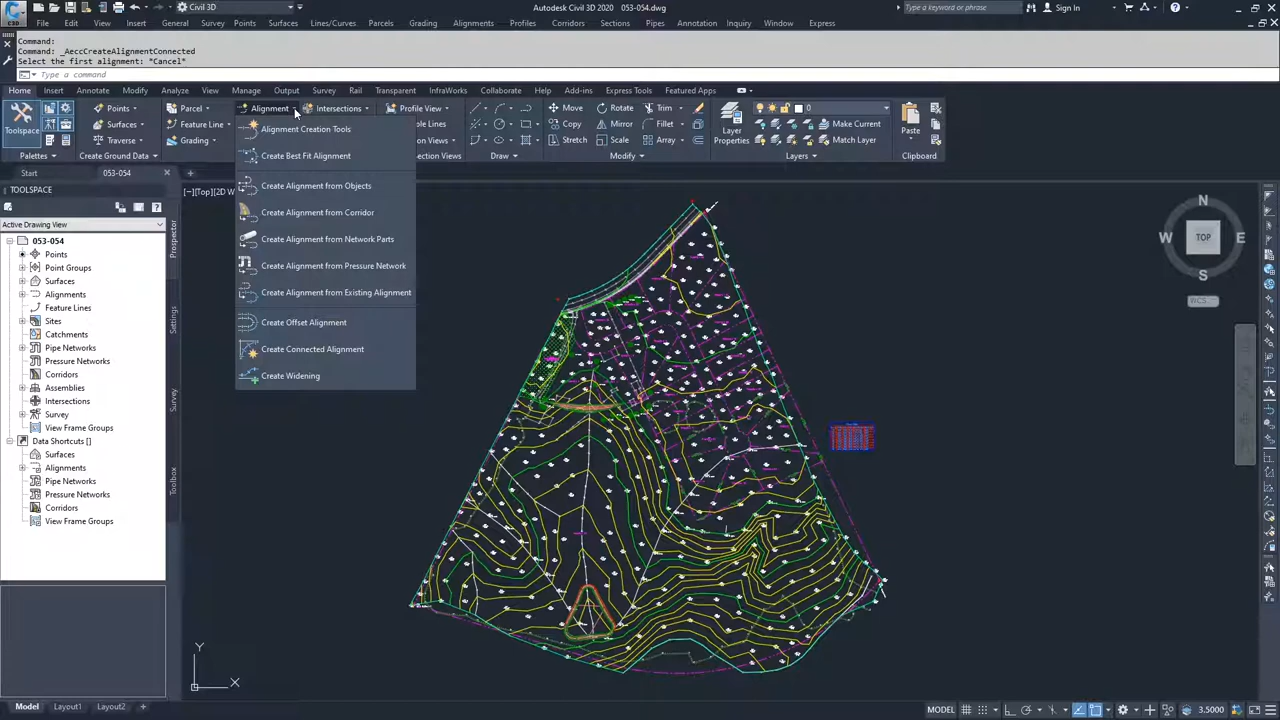 C3D
Civil 3D
Autodesk Civil 3D 2020 053-054.dwg
Type a keyword or phrase
Sign In
File Edit View Insert General Survey Points Surfaces Lines/Curves Parcels Grading Alignments Profiles Corridors Sections Pipes Annotation Inquiry Window Express
Command:
Command: _AeccCreateAlignmentConnected
Select the first alignment: *Cancel*
Type a command
Home Insert Annotate Modify Analyze View Manage Output Survey Rail Transparent InfraWorks Collaborate Help Add-ins Express Tools Featured Apps
Toolspace
Palettes
Points
Surfaces
Traverse
Create Ground Data
Parcel
Feature Line
Grading
Alignment
Intersections
Profile View
Move Rotate Trim
Copy Mirror Fillet
Stretch Scale Array
Draw
Modify
Layer
Properties
0
Make Current
Match Layer
Layers
Paste
Clipboard
Alignment Creation Tools
Create Best Fit Alignment
Create Alignment from Objects
Create Alignment from Corridor
Create Alignment from Network Parts
Create Alignment from Pressure Network
Create Alignment from Existing Alignment
Create Offset Alignment
Create Connected Alignment
Create Widening
Start 053-054
TOOLSPACE
Active Drawing View
053-054
Points
Point Groups
Surfaces
Alignments
Feature Lines
Sites
Catchments
Pipe Networks
Pressure Networks
Corridors
Assemblies
Intersections
Survey
View Frame Groups
Data Shortcuts []
Surfaces
Alignments
Pipe Networks
Pressure Networks
Corridors
View Frame Groups
Prospector
Settings
Survey
Toolbox
[−][Top][2D W
N
W TOP E
S
WCS
Y
X
Model Layout1 Layout2
MODEL
3.5000